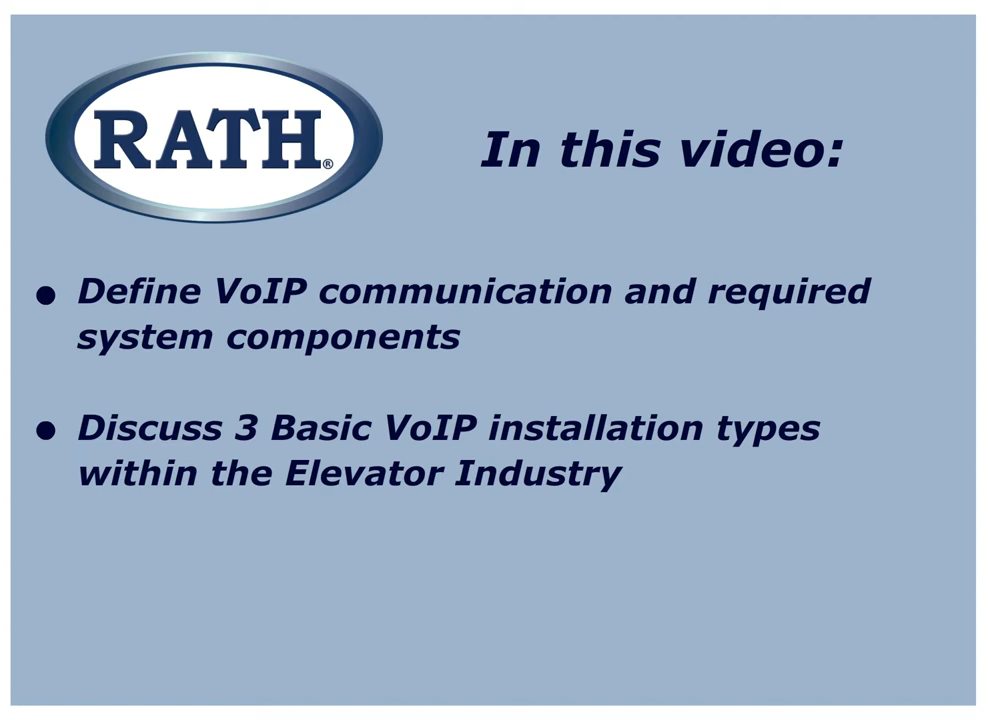 RATH®
In this video:
● Define VoIP communication and required
system components
● Discuss 3 Basic VoIP installation types
within the Elevator Industry